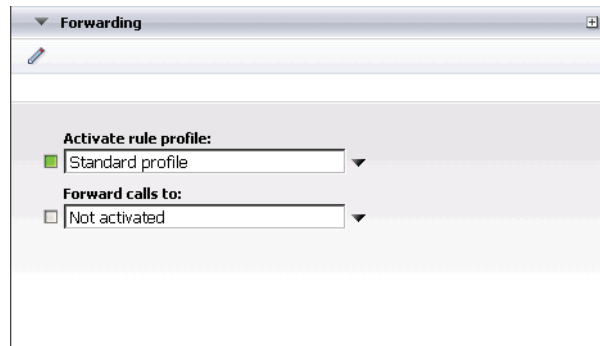 Forwarding
Activate rule profile:
Standard profile
Forward calls to:
Not activated